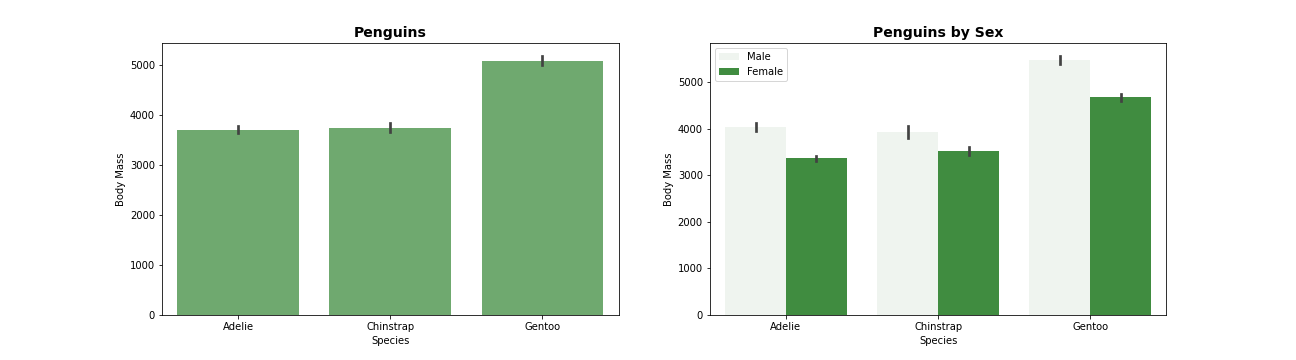 Penguins
Body Mass
5000
4000
3000
2000
1000
0
Adelie Chinstrap Gentoo
Species
Penguins by Sex
Male
Female
Body Mass
5000
4000
3000
2000
1000
0
Adelie Chinstrap Gentoo
Species